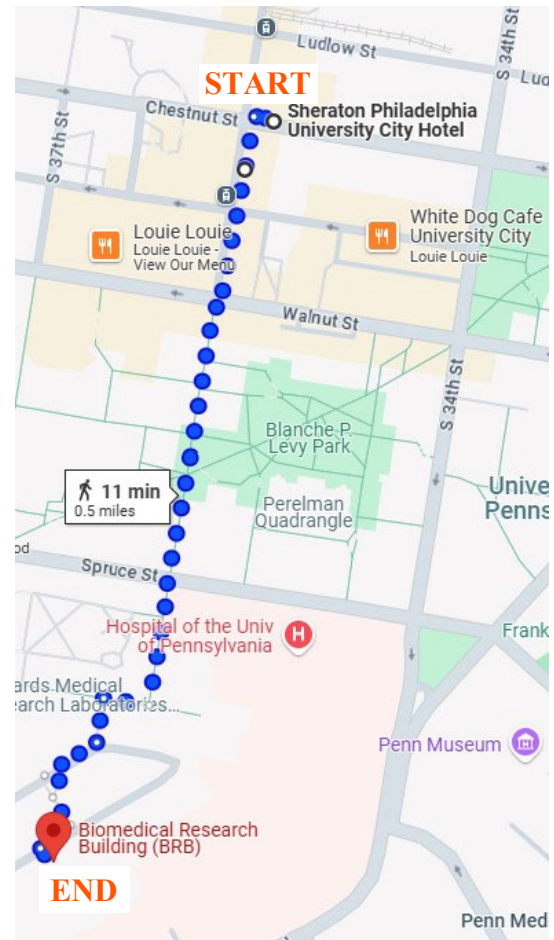 Ludlow St
Lud
S 34th St
START
Chestnut St
Sheraton Philadelphia
University City Hotel
S 37th St
Louie Louie
Louie Louie -
View Our Menu
White Dog Cafe
University City
Louie Louie
Walnut St
S 34th St
Blanche P.
Levy Park
11 min
0.5 miles
Unive
Penns
Perelman
Quadrangle
od
Spruce St
Hospital of the Univ
of Pennsylvania
H
Frank
ards Medical
earch Laboratories...
Penn Museum
Biomedical Research
Building (BRB)
END
Penn Med